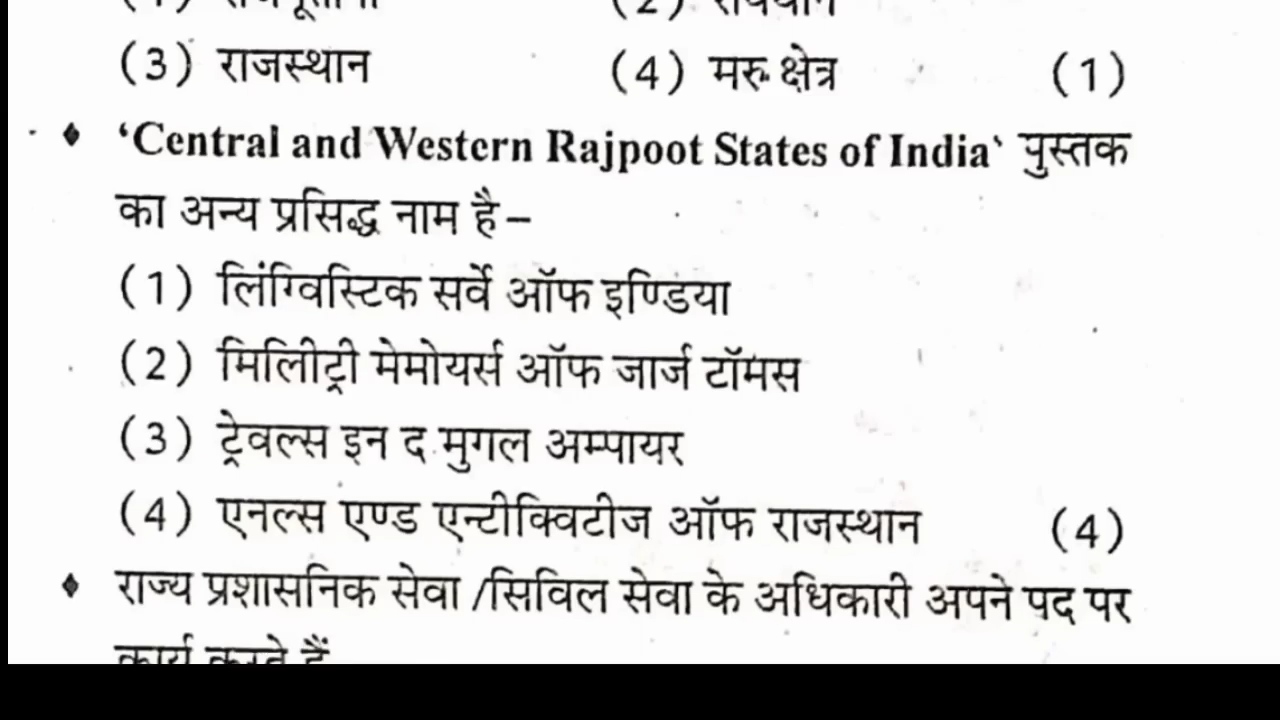 (3) राजस्थान (4) मरु क्षेत्र (1)
♦ ‘Central and Western Rajpoot States of India‘ पुस्तक
का अन्य प्रसिद्ध नाम है–
(1) लिंग्विस्टिक सर्वे ऑफ इण्डिया
(2) मिलिीट्री मेमोयर्स ऑफ जार्ज टॉमस
(3) ट्रेवल्स इन द मुगल अम्पायर
(4) एनल्स एण्ड एन्टीक्विटीज ऑफ राजस्थान (4)
♦ राज्य प्रशासनिक सेवा /सिविल सेवा के अधिकारी अपने पद पर
कार्य करते हैं